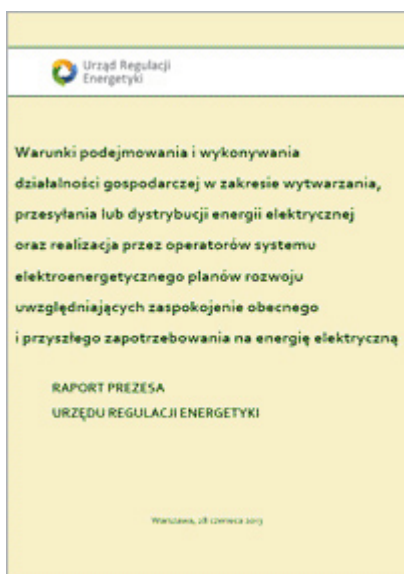 Urząd Regulacji
Energetyki
Warunki podejmowania i wykonywania
działalności gospodarczej w zakresie wytwarzania,
przesyłania lub dystrybucji energii elektrycznej
oraz realizacja przez operatorów systemu
elektroenergetycznego planów rozwoju
uwzględniających zaspokojenie obecnego
i przyszłego zapotrzebowania na energię elektryczną
RAPORT PREZESA
URZĘDU REGULACJI ENERGETYKI
Warszawa, 28 czerwca 2013